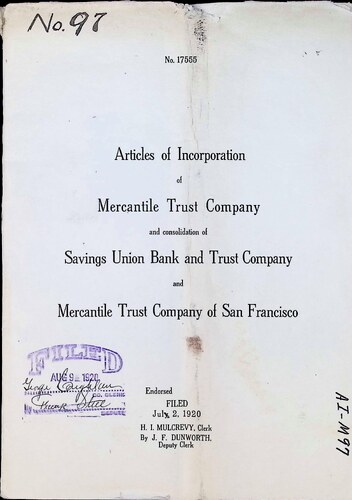 No. 97
No. 17555
Articles of Incorporation
of
Mercantile Trust Company
and consolidation of
Savings Union Bank and Trust Company
and
Mercantile Trust Company of San Francisco
FILED
AUG 9 1920
CO. CLERK
Endorsed
FILED
July 2, 1920
H. I. MULCREVY, Clerk
By J. F. DUNWORTH,
Deputy Clerk
AI-M97